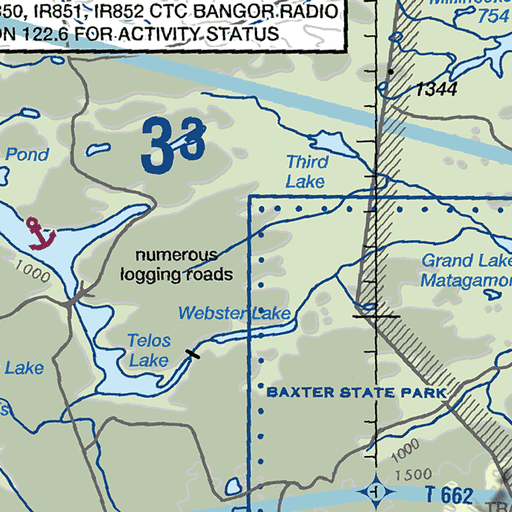 350, IR851, IR852 CTC BANGOR RADIO
ON 122.6 FOR ACTIVITY STATUS
754
1344
33
Pond
Third
Lake
numerous
logging roads
1000
Grand Lake
Matagamon
Webster Lake
Telos
Lake
Lake
BAXTER STATE PARK
1000
1500
T 662